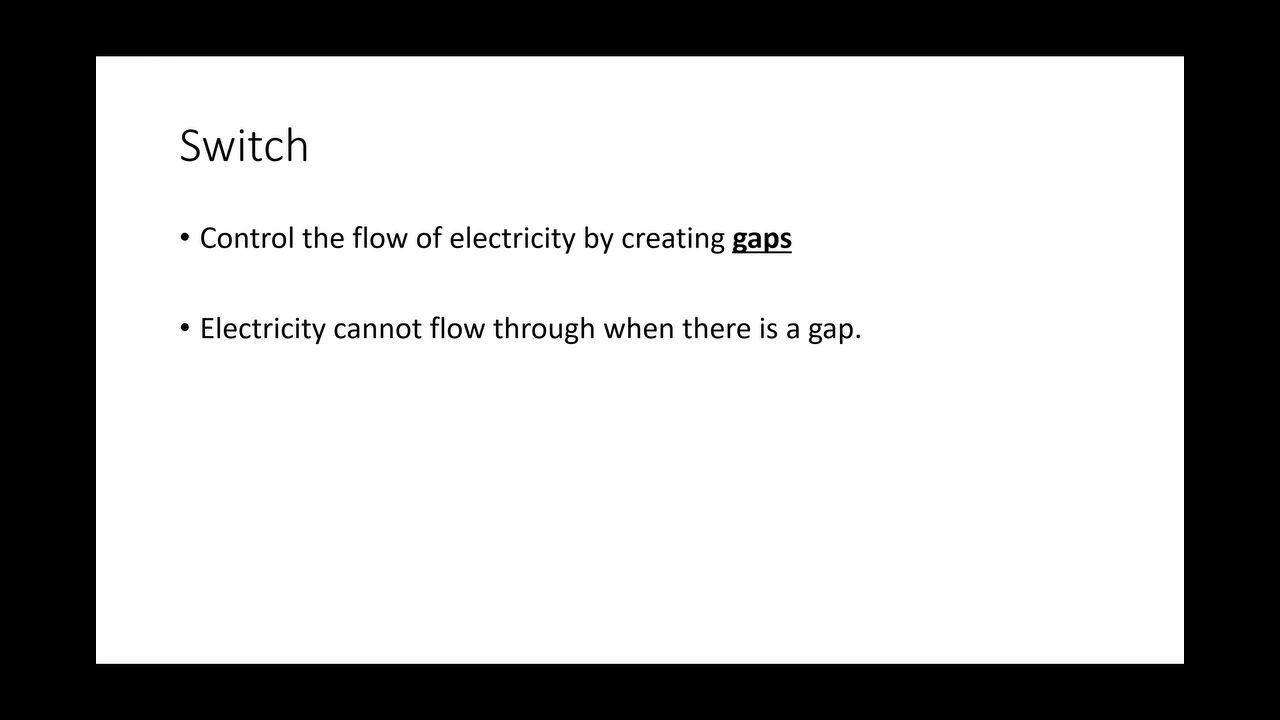 Switch
• Control the flow of electricity by creating gaps
• Electricity cannot flow through when there is a gap.